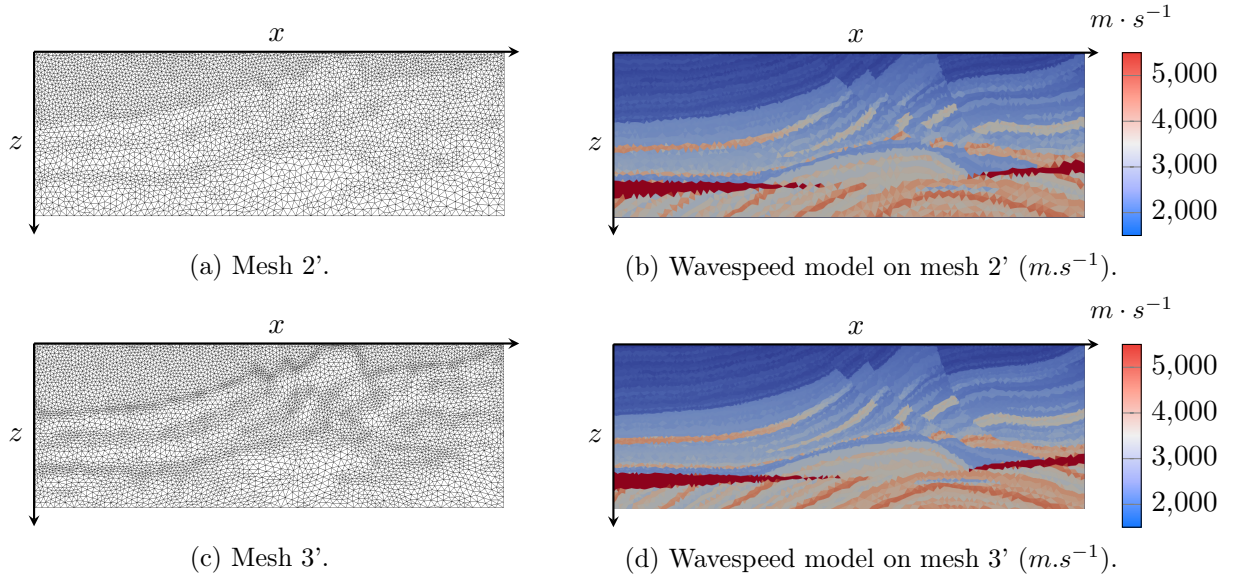 x
z
(a) Mesh 2'.
x
z
m · s⁻¹
5,000
4,000
3,000
2,000
(b) Wavespeed model on mesh 2' (m.s⁻¹).
x
z
(c) Mesh 3'.
x
z
m · s⁻¹
5,000
4,000
3,000
2,000
(d) Wavespeed model on mesh 3' (m.s⁻¹).